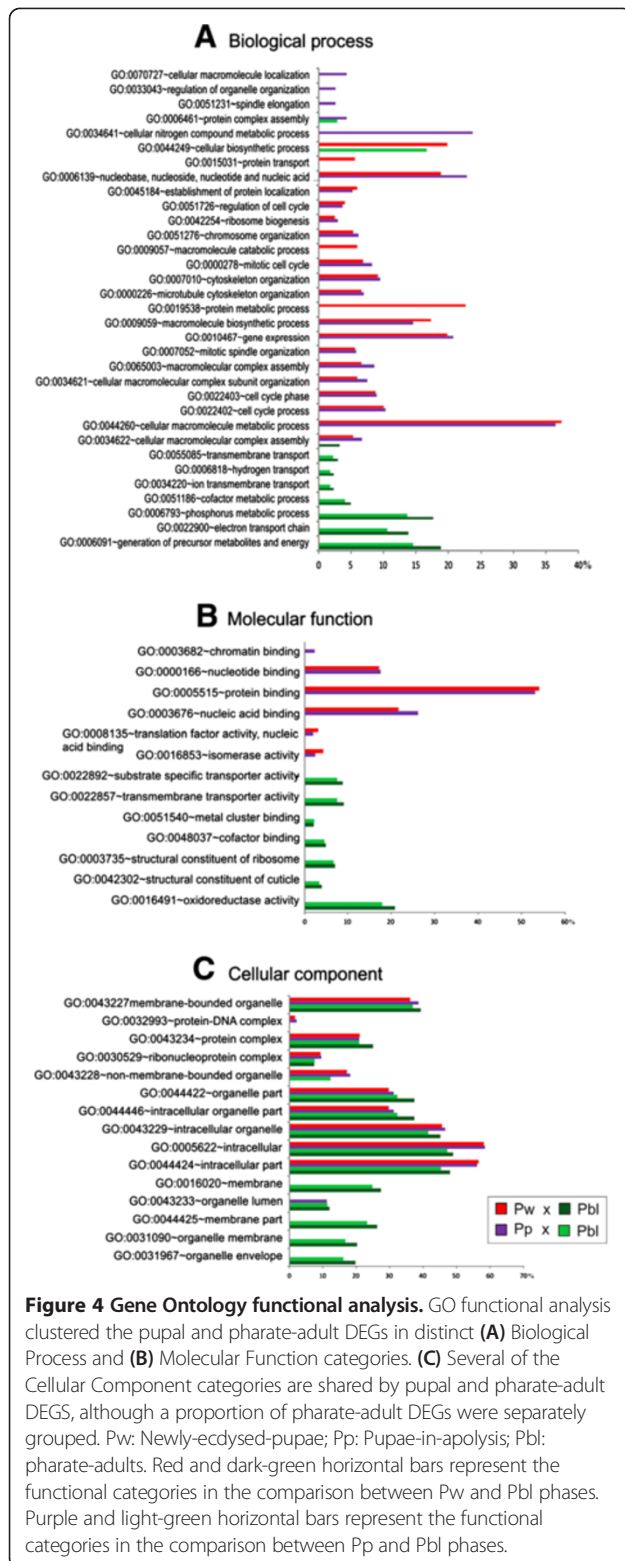 A Biological process
GO:0070727~cellular macromolecule localization
GO:0033043~regulation of organelle organization
GO:0051231~spindle elongation
GO:0006461~protein complex assembly
GO:0034641~cellular nitrogen compound metabolic process
GO:0044249~cellular biosynthetic process
GO:0015031~protein transport
GO:0006139~nucleobase, nucleoside, nucleotide and nucleic acid
GO:0045184~establishment of protein localization
GO:0051726~regulation of cell cycle
GO:0042254~ribosome biogenesis
GO:0051276~chromosome organization
GO:0009057~macromolecule catabolic process
GO:0000278~mitotic cell cycle
GO:0007010~cytoskeleton organization
GO:0000226~microtubule cytoskeleton organization
GO:0019538~protein metabolic process
GO:0009059~macromolecule biosynthetic process
GO:0010467~gene expression
GO:0007052~mitotic spindle organization
GO:0065003~macromolecular complex assembly
GO:0034621~cellular macromolecular complex subunit organization
GO:0022403~cell cycle phase
GO:0022402~cell cycle process
GO:0044260~cellular macromolecule metabolic process
GO:0034622~cellular macromolecular complex assembly
GO:0055085~transmembrane transport
GO:0006818~hydrogen transport
GO:0034220~ion transmembrane transport
GO:0051186~cofactor metabolic process
GO:0006793~phosphorus metabolic process
GO:0022900~electron transport chain
GO:0006091~generation of precursor metabolites and energy
0 5 10 15 20 25 30 35 40%
B Molecular function
GO:0003682~chromatin binding
GO:0000166~nucleotide binding
GO:0005515~protein binding
GO:0003676~nucleic acid binding
GO:0008135~translation factor activity, nucleic
acid binding
GO:0016853~isomerase activity
GO:0022892~substrate specific transporter activity
GO:0022857~transmembrane transporter activity
GO:0051540~metal cluster binding
GO:0048037~cofactor binding
GO:0003735~structural constituent of ribosome
GO:0042302~structural constituent of cuticle
GO:0016491~oxidoreductase activity
0 10 20 30 40 50 60%
C Cellular component
GO:0043227membrane-bounded organelle
GO:0032993~protein-DNA complex
GO:0043234~protein complex
GO:0030529~ribonucleoprotein complex
GO:0043228~non-membrane-bounded organelle
GO:0044422~organelle part
GO:0044446~intracellular organelle part
GO:0043229~intracellular organelle
GO:0005622~intracellular
GO:0044424~intracellular part
GO:0016020~membrane
GO:0043233~organelle lumen
GO:0044425~membrane part
GO:0031090~organelle membrane
GO:0031967~organelle envelope
0 10 20 30 40 50 60 70%
Pw x Pbl
Pp x Pbl
Figure 4 Gene Ontology functional analysis. GO functional analysis
clustered the pupal and pharate-adult DEGs in distinct (A) Biological
Process and (B) Molecular Function categories. (C) Several of the
Cellular Component categories are shared by pupal and pharate-adult
DEGS, although a proportion of pharate-adult DEGs were separately
grouped. Pw: Newly-ecdysed-pupae; Pp: Pupae-in-apolysis; Pbl:
pharate-adults. Red and dark-green horizontal bars represent the
functional categories in the comparison between Pw and Pbl phases.
Purple and light-green horizontal bars represent the functional
categories in the comparison between Pp and Pbl phases.